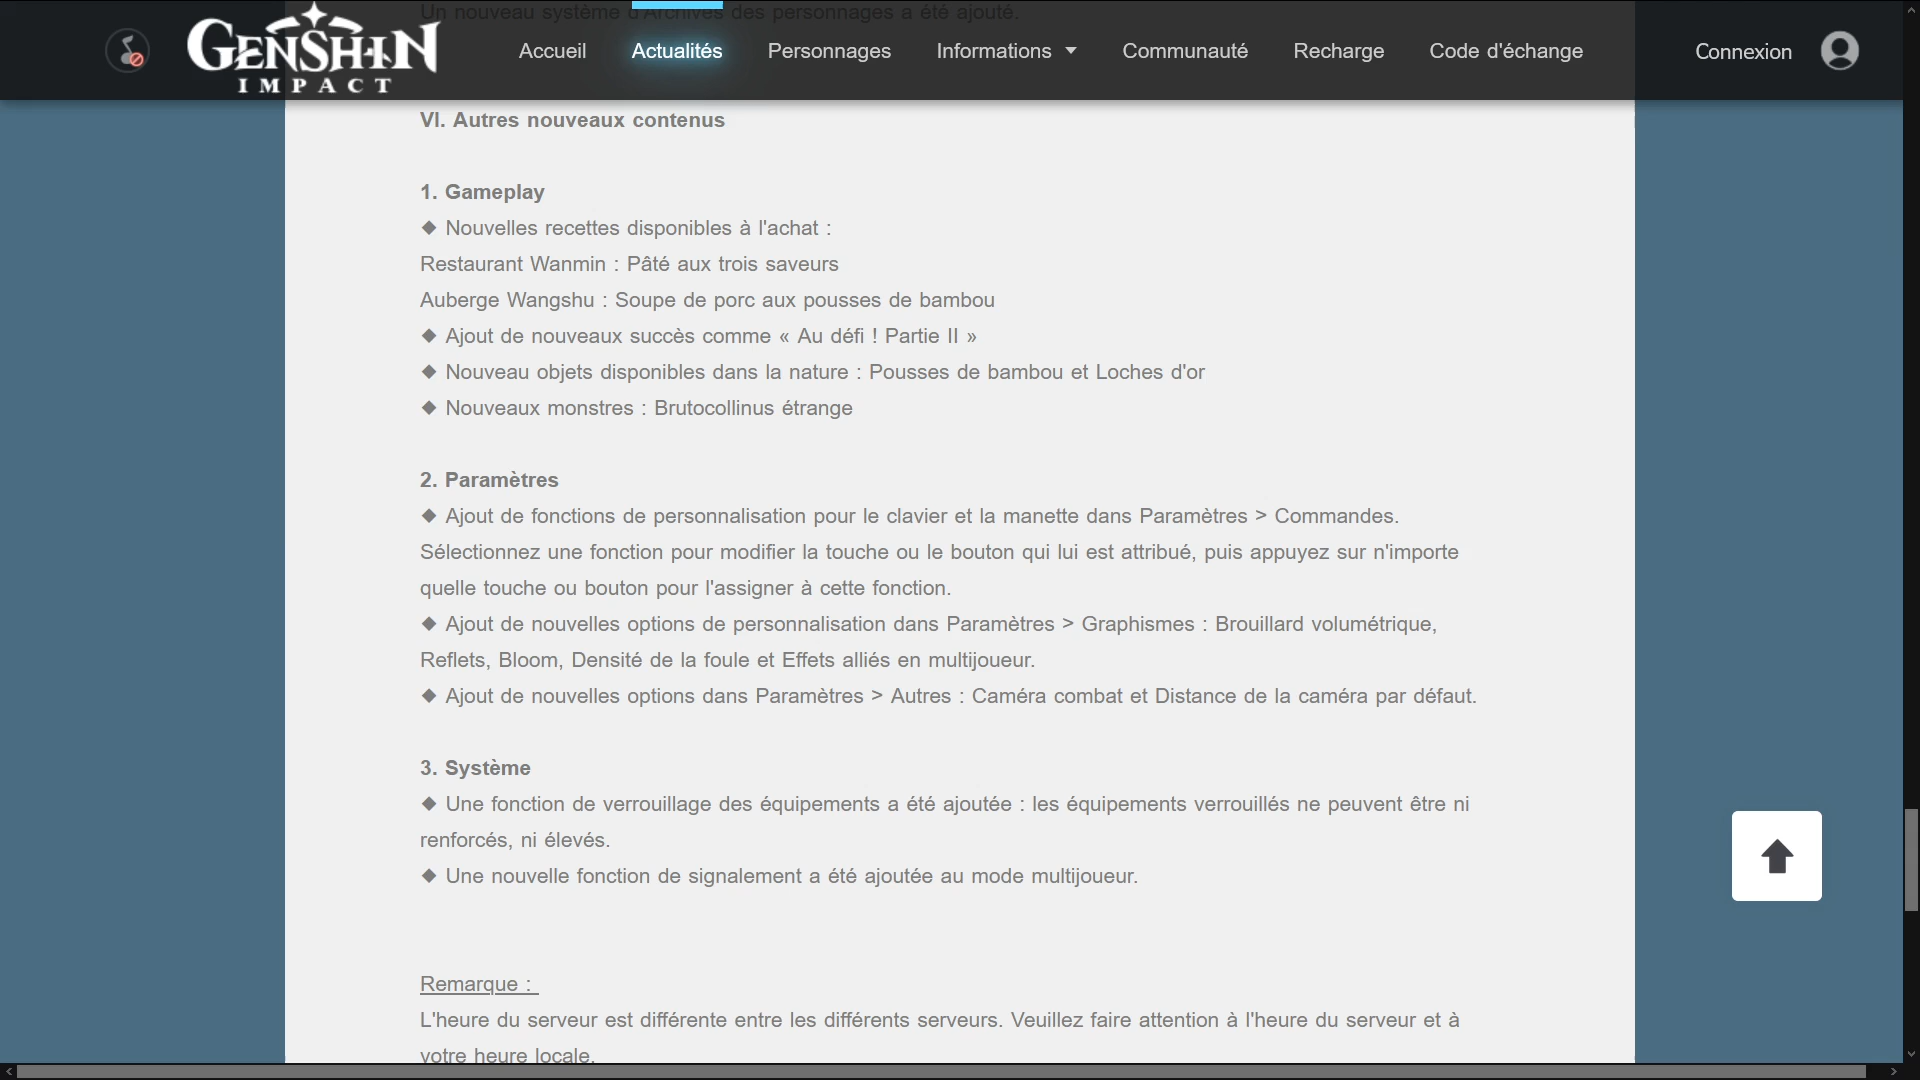 Un nouveau système d'Archives des personnages a été ajouté.
GENSHIN
IMPACT
Accueil
Actualités
Personnages
Informations
Communauté
Recharge
Code d'échange
Connexion
VI. Autres nouveaux contenus
1. Gameplay
◆ Nouvelles recettes disponibles à l'achat :
Restaurant Wanmin : Pâté aux trois saveurs
Auberge Wangshu : Soupe de porc aux pousses de bambou
◆ Ajout de nouveaux succès comme « Au défi ! Partie II »
◆ Nouveau objets disponibles dans la nature : Pousses de bambou et Loches d'or
◆ Nouveaux monstres : Brutocollinus étrange
2. Paramètres
◆ Ajout de fonctions de personnalisation pour le clavier et la manette dans Paramètres > Commandes.
Sélectionnez une fonction pour modifier la touche ou le bouton qui lui est attribué, puis appuyez sur n'importe
quelle touche ou bouton pour l'assigner à cette fonction.
◆ Ajout de nouvelles options de personnalisation dans Paramètres > Graphismes : Brouillard volumétrique,
Reflets, Bloom, Densité de la foule et Effets alliés en multijoueur.
◆ Ajout de nouvelles options dans Paramètres > Autres : Caméra combat et Distance de la caméra par défaut.
3. Système
◆ Une fonction de verrouillage des équipements a été ajoutée : les équipements verrouillés ne peuvent être ni
renforcés, ni élevés.
◆ Une nouvelle fonction de signalement a été ajoutée au mode multijoueur.
Remarque :
L'heure du serveur est différente entre les différents serveurs. Veuillez faire attention à l'heure du serveur et à
votre heure locale.